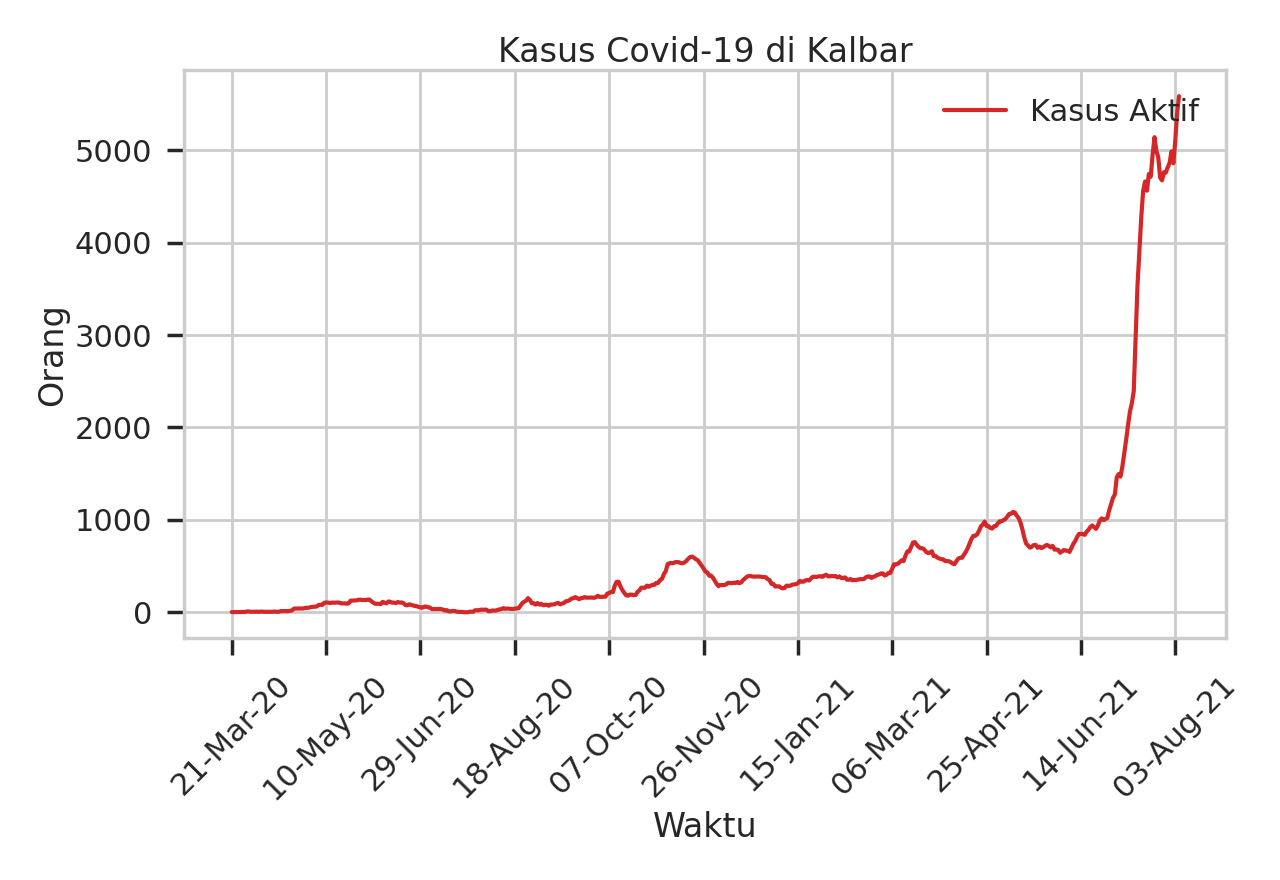 Kasus Covid-19 di Kalbar
Kasus Aktif
5000
4000
3000
2000
1000
0
Orang
21-Mar-20
10-May-20
29-Jun-20
18-Aug-20
07-Oct-20
26-Nov-20
15-Jan-21
06-Mar-21
25-Apr-21
14-Jun-21
03-Aug-21
Waktu